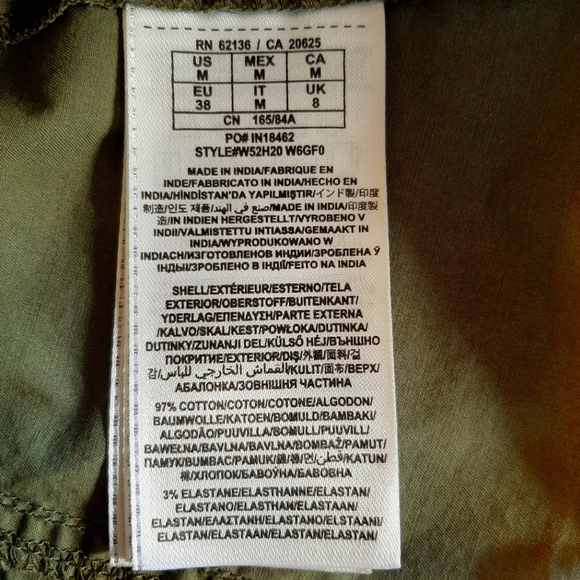 RN 62136 / CA 20625
US MEX CA
M M M
EU IT UK
38 M 8
CN 165/84A
PO# IN18462
STYLE#W52H20 W6GF0
MADE IN INDIA/FABRIQUE EN
INDE/FABBRICATO IN INDIA/HECHO EN
INDIA/HİNDİSTAN'DA YAPILMIŞTIR/インド製/印度
制造/인도 제품/صنع في الهند/MADE IN INDIA/印度製
造/IN INDIEN HERGESTELLT/VYROBENO V
INDII/VALMISTETTU INTIASSA/GEMAAKT IN
INDIA/WYPRODUKOWANO W
INDIACH/ИЗГОТОВЛЕНОВ ИНДИИ/ЗРОБЛЕНА Ў
ІНДЫІ/ЗРОБЛЕНО В ІНДІЇ/FEITO NA INDIA
SHELL/EXTÉRIEUR/ESTERNO/TELA
EXTERIOR/OBERSTOFF/BUITENKANT/
YDERLAG/ΕΠΕΝΔΥΣΗ/PARTE EXTERNA
/KALVO/SKAL/KEST/POWŁOKA/DUTINKA/
DUTINKY/ZUNANJI DEL/KÜLSŐ HÉJ/ВЪНШНО
ПОКРИТИЕ/EXTERIOR/DIŞ/外層/面料/겉
감/القماش الخارجي للباس/KULIT/面布/ВЕРХ/
АБАЛОНКА/ЗОВНІШНЯ ЧАСТИНА
97% COTTON/COTON/COTONE/ALGODON/
BAUMWOLLE/KATOEN/BOMULD/ΒΑΜΒΑΚΙ/
ALGODÃO/PUUVILLA/BOMULL/PUUVILL/
BAWEŁNA/BAVLNA/BAVLNA/BOMBAŽ/PAMUT/
ПАМУК/BUMBAC/PAMUK/綿/棉/면/قطن/KATUN/
棉/ХЛОПОК/БАВОЎНА/БАВОВНА
3% ELASTANE/ELASTHANNE/ELASTAN/
ELASTANO/ELASTHAN/ELASTAAN/
ELASTAN/ΕΛΑΣΤΑΝΗ/ELASTANO/ELSTAANI/
ELASTAN/ELASTAAN/ELASTAN/ELASTAN/